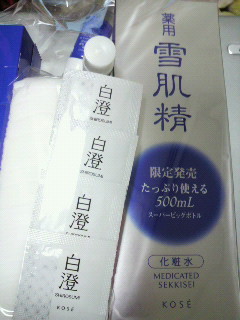 白澄
白澄
白澄
白澄
KOSÉ
薬用
雪肌精
限定発売
たっぷり使える
500mL
スーパービッグボトル
化粧水
MEDICATED
SEKKISEI
KOSÉ